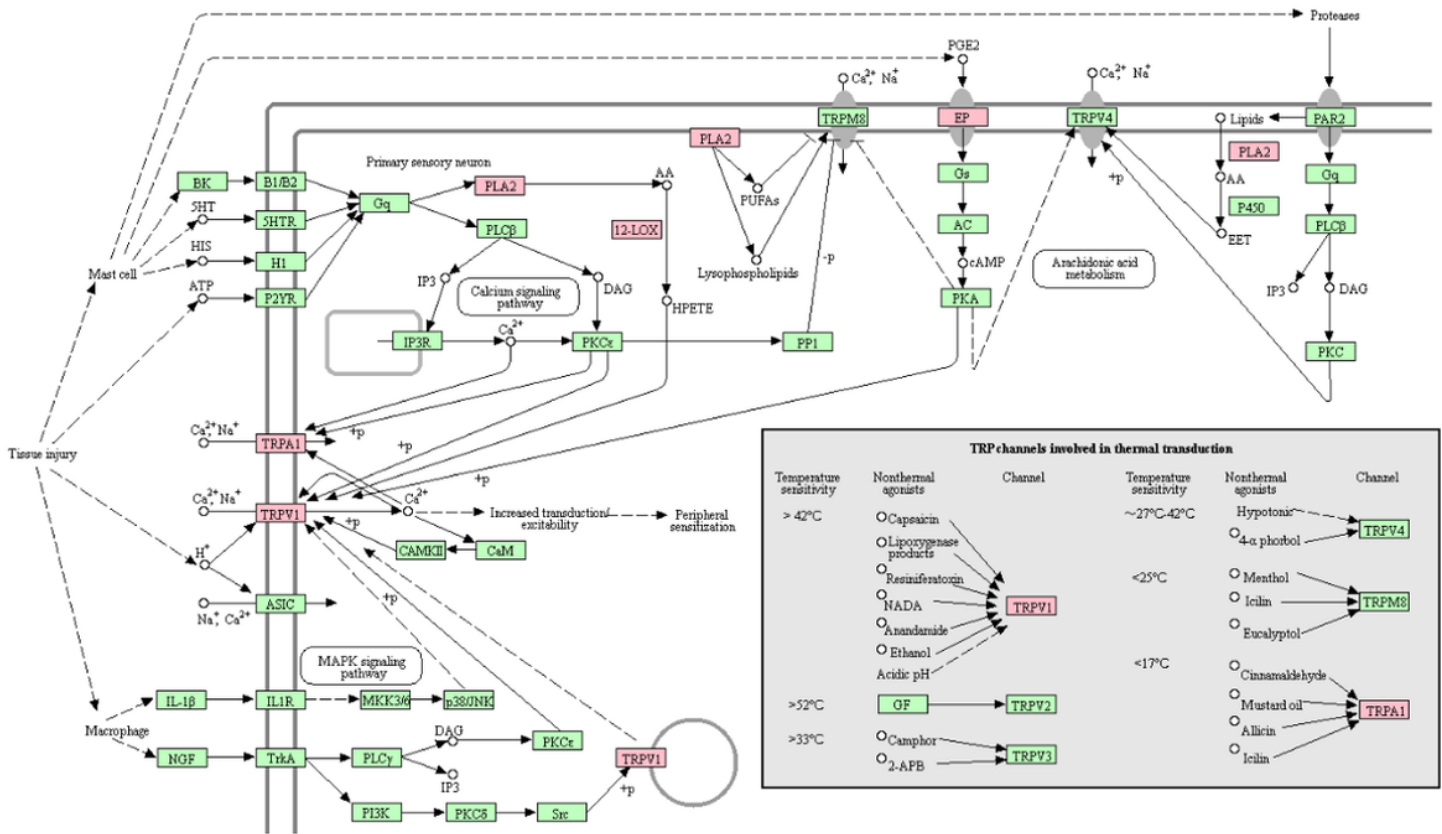 Proteases
PGE2
Ca2+, Na+
Ca2+, Na+
TRPM8
EP
TRPV4
Lipids
PAR2
PLA2
PLA2
Primary sensory neuron
BK
B1/B2
PLA2
AA
Gs
AA
Gq
PUFAs
Gq
P450
5HT
5HTR
PLCβ
12-LOX
AC
PLCβ
EET
HIS
H1
Mast cell
IP3
Calcium signaling
pathway
DAG
Lysophospholipids
-p
cAMP
Arachidonic acid
metabolism
+p
ATP
P2YR
HPETE
PKA
IP3
DAG
IP3R
Ca2+
PKCε
PP1
PKC
Ca2+, Na+
TRPA1
+p
+p
+p
Tissue injury
Ca2+, Na+
TRPV1
Ca2+
Increased transduction/
excitability
Peripheral
sensitization
+p
H+
CAMKII
CaM
ASIC
Na+, Ca2+
+p
MAPK signaling
pathway
IL-1β
IL1R
MKK3/6
p38/JNK
Macrophage
NGF
TrkA
PLCγ
DAG
PKCε
IP3
TRPV1
+p
PI3K
PKCδ
Src
TRP channels involved in thermal transduction
Temperature
sensitivity
Nonthermal
agonists
Channel
Temperature
sensitivity
Nonthermal
agonists
Channel
> 42°C
Capsaicin
Lipoxygenase
products
Resiniferatoxin
NADA
Anandamide
Ethanol
Acidic pH
TRPV1
>52°C
GF
TRPV2
>33°C
Camphor
2-APB
TRPV3
~27°C-42°C
Hypotonic
4-α phorbol
TRPV4
<25°C
Menthol
Icilin
Eucalyptol
TRPM8
<17°C
Cinnamaldehyde
Mustard oil
Allicin
Icilin
TRPA1